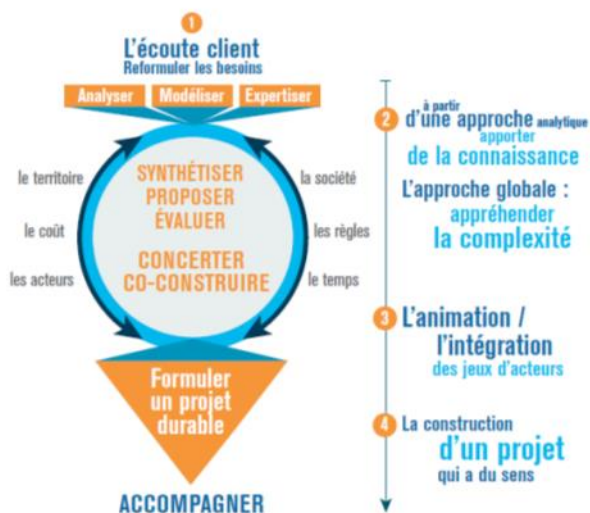 1
L'écoute client
Reformuler les besoins
Analyser Modéliser Expertiser
le territoire
le coût
les acteurs
SYNTHÉTISER
PROPOSER
ÉVALUER
CONCERTER
CO-CONSTRUIRE
la société
les règles
le temps
Formuler
un projet
durable
ACCOMPAGNER
2
à partir
d'une approche analytique
apporter
de la connaissance
L'approche globale :
appréhender
la complexité
3
L'animation /
l'intégration
des jeux d'acteurs
4
La construction
d'un projet
qui a du sens